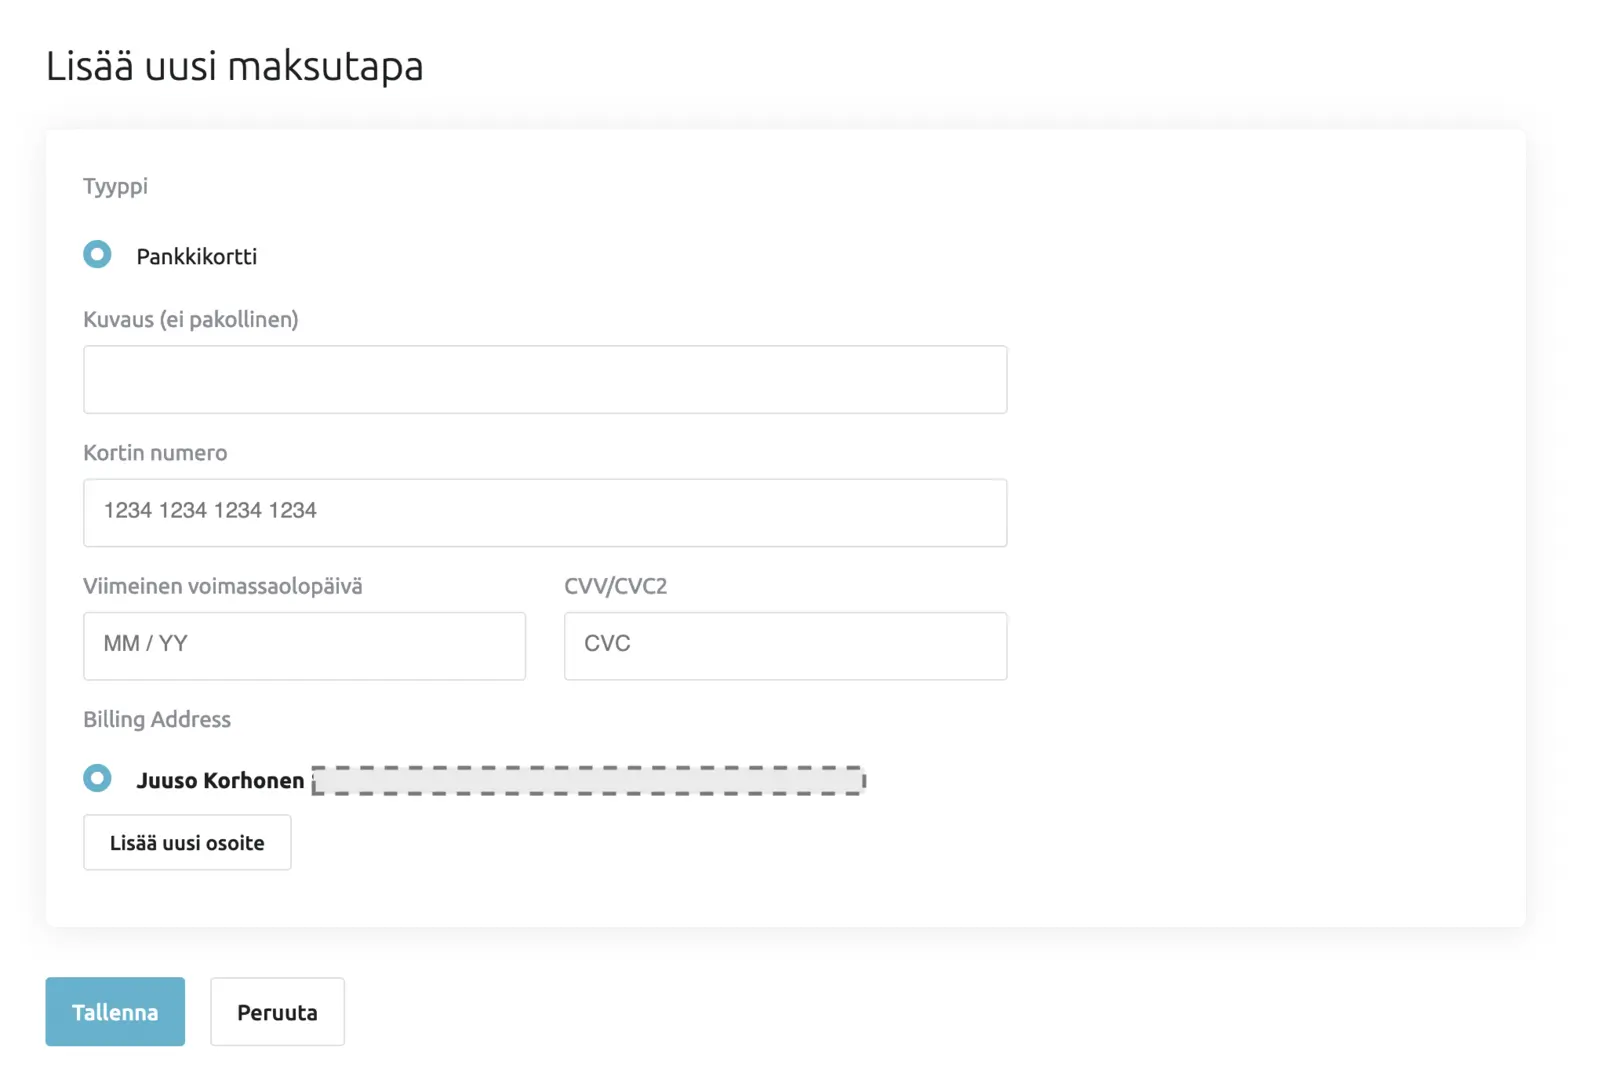 Lisää uusi maksutapa
Tyyppi
Pankkikortti
Kuvaus (ei pakollinen)
Kortin numero
1234 1234 1234 1234
Viimeinen voimassaolopäivä
CVV/CVC2
MM / YY
CVC
Billing Address
Juuso Korhonen
Lisää uusi osoite
Tallenna
Peruuta